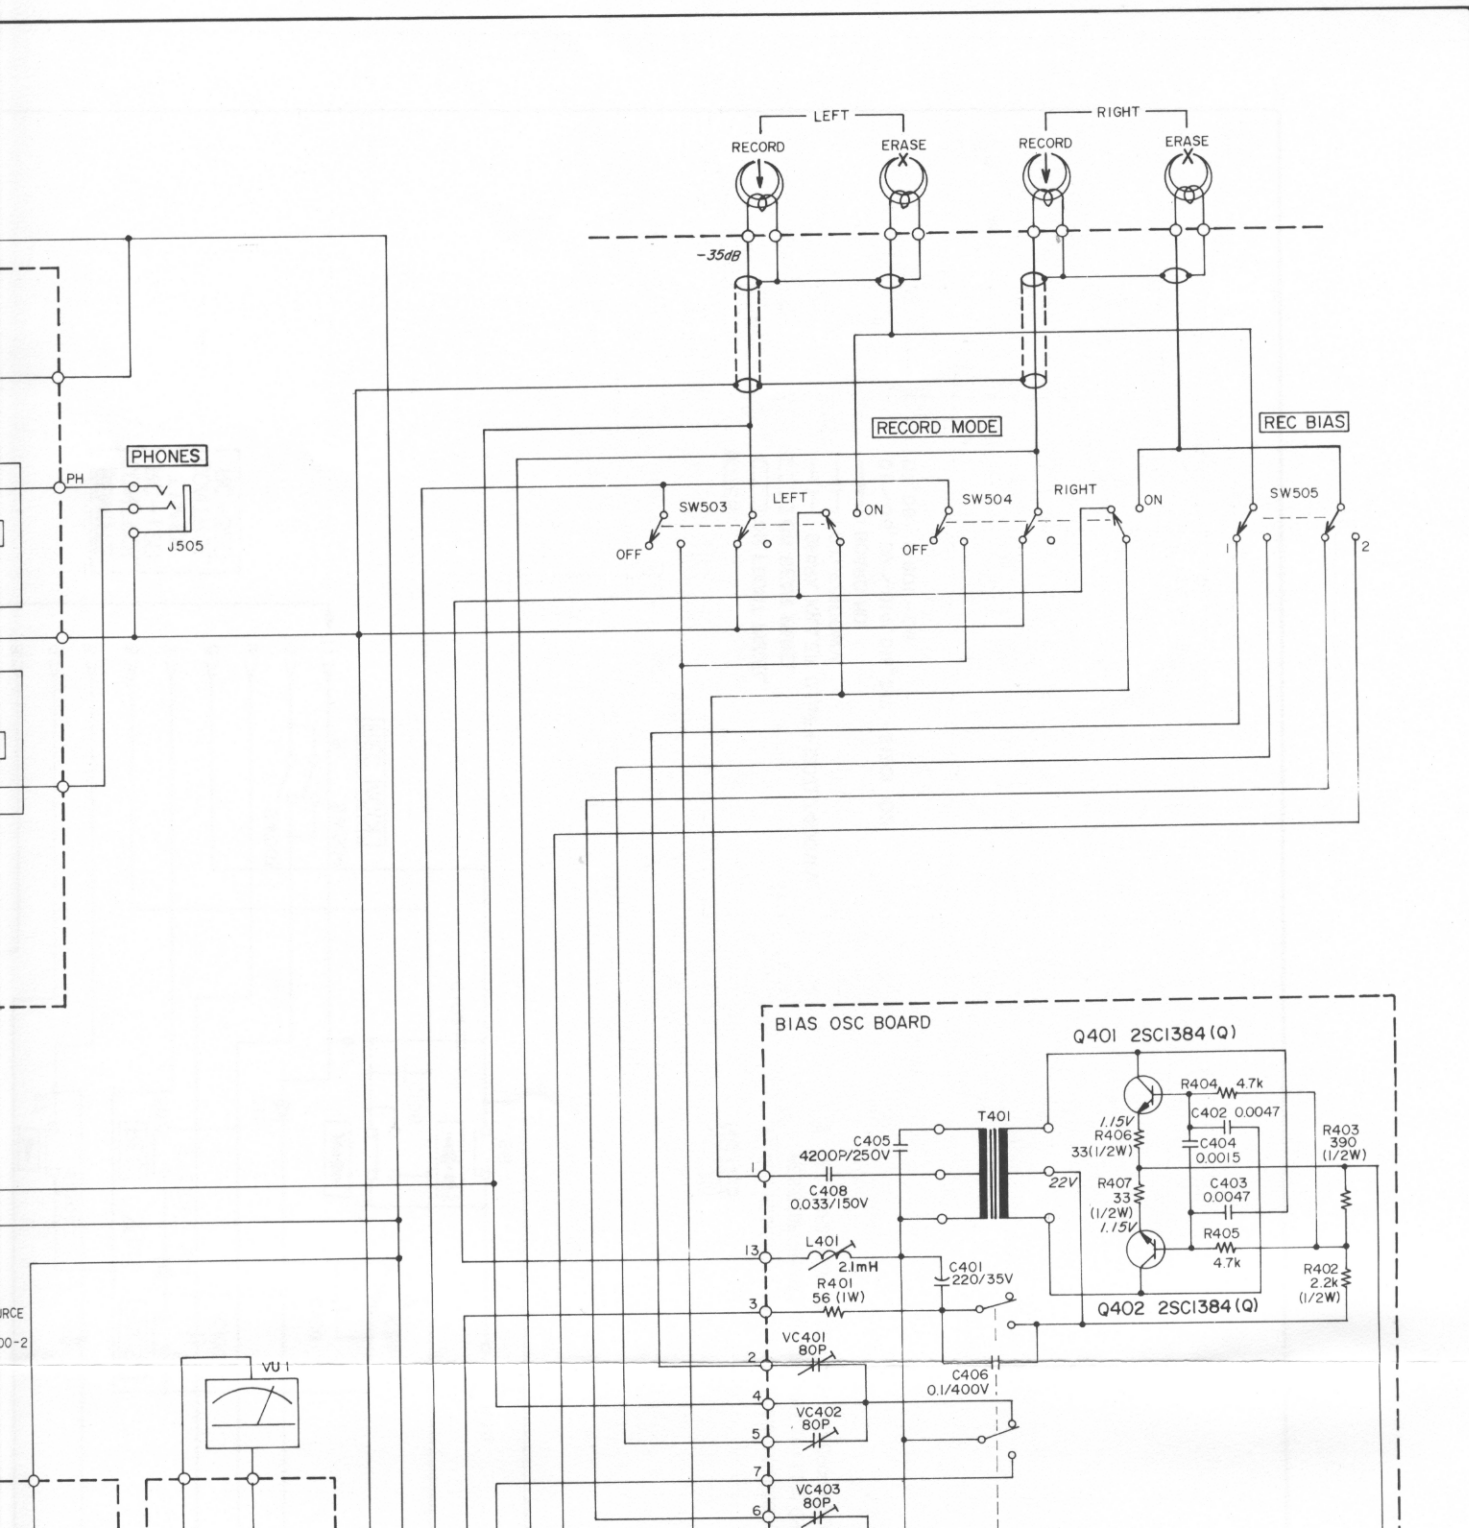 LEFT
RIGHT
RECORD
ERASE
RECORD
ERASE
-35dB
RECORD MODE
REC BIAS
PHONES
PH
J505
SW503
LEFT
ON
OFF
SW504
RIGHT
ON
OFF
SW505
1
2
BIAS OSC BOARD
Q401 2SC1384(Q)
T401
C405
4200P/250V
1
C408
0.033/150V
22V
R404 4.7k
C402 0.0047
1.15V
R406
33(1/2W)
C404
0.0015
R403
390
(1/2W)
R407
33
(1/2W)
1.15V
C403
0.0047
R405
4.7k
R402
2.2k
(1/2W)
Q402 2SC1384(Q)
13
L401
2.1mH
C401
220/35V
R401
56 (1W)
3
VC401
80P
2
C406
0.1/400V
4
VC402
80P
5
7
VC403
80P
6
URCE
00-2
VU1